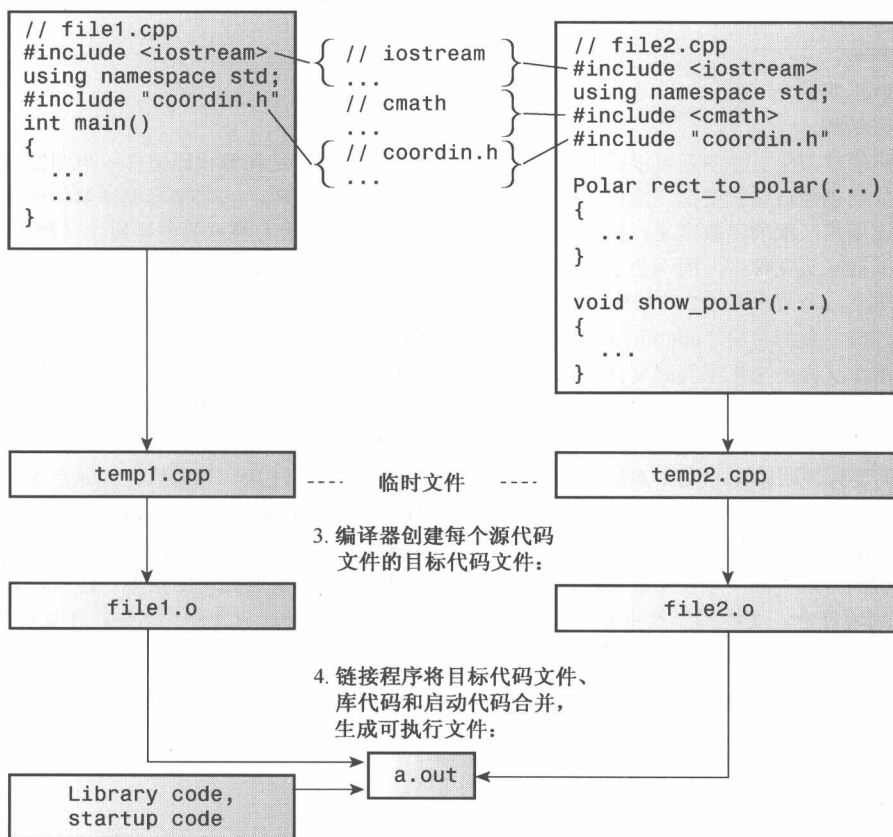 // file1.cpp
#include <iostream>
using namespace std;
#include "coordin.h"
int main()
{
...
...
}
// iostream
...
// cmath
...
// coordin.h
...
// file2.cpp
#include <iostream>
using namespace std;
#include <cmath>
#include "coordin.h"
Polar rect_to_polar(...)
{
...
}
void show_polar(...)
{
...
}
temp1.cpp
---- 临时文件 ----
temp2.cpp
3. 编译器创建每个源代码
文件的目标代码文件：
file1.o
file2.o
4. 链接程序将目标代码文件、
库代码和启动代码合并，
生成可执行文件：
a.out
Library code,
startup code